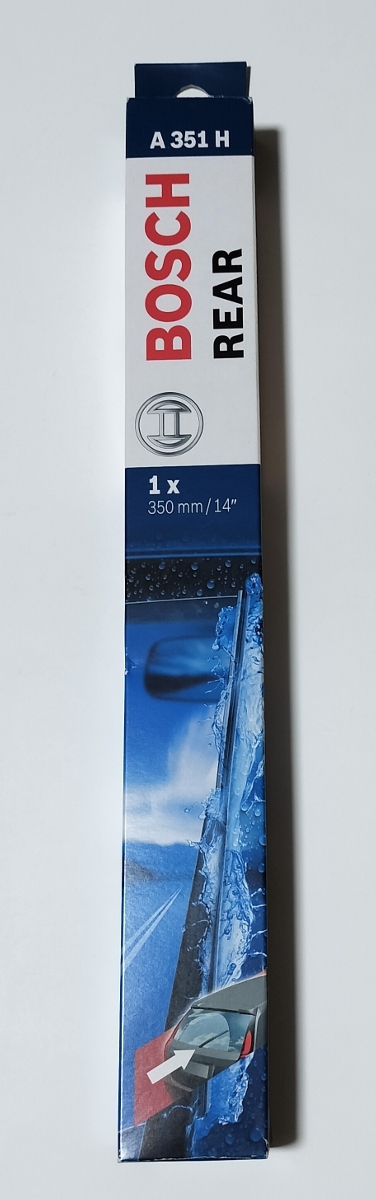 A 351 H
BOSCH
REAR
1 x
350 mm / 14"